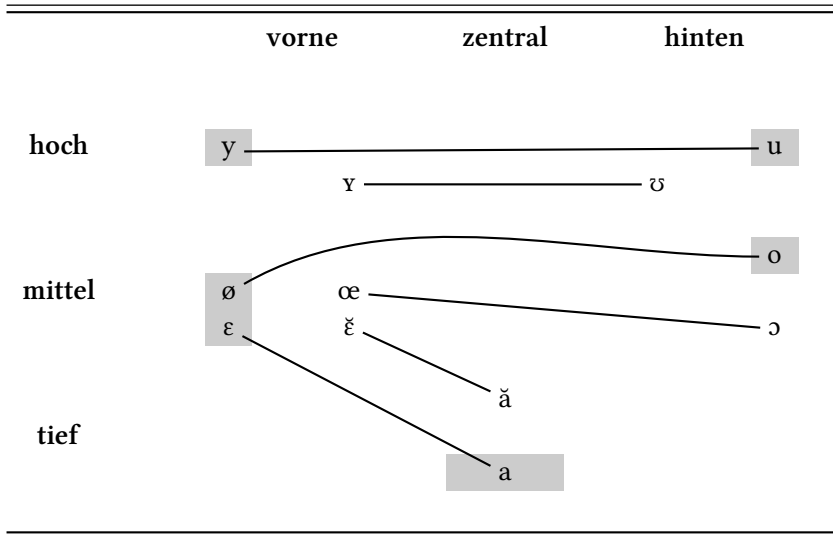 vorne zentral hinten
hoch y u
ʏ ʊ
o
mittel ø œ
ɛ ɛ̆ ɔ
ă
tief
a